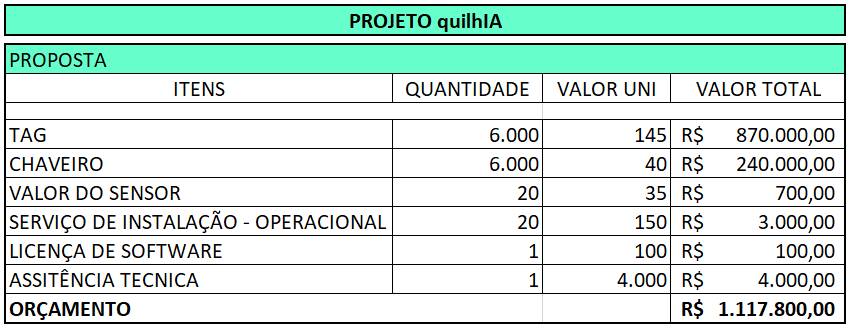 PROJETO quilhIA
PROPOSTA
ITENS QUANTIDADE VALOR UNI VALOR TOTAL
TAG 6.000 145 R$ 870.000,00
CHAVEIRO 6.000 40 R$ 240.000,00
VALOR DO SENSOR 20 35 R$ 700,00
SERVIÇO DE INSTALAÇÃO - OPERACIONAL 20 150 R$ 3.000,00
LICENÇA DE SOFTWARE 1 100 R$ 100,00
ASSITÊNCIA TECNICA 1 4.000 R$ 4.000,00
ORÇAMENTO R$ 1.117.800,00